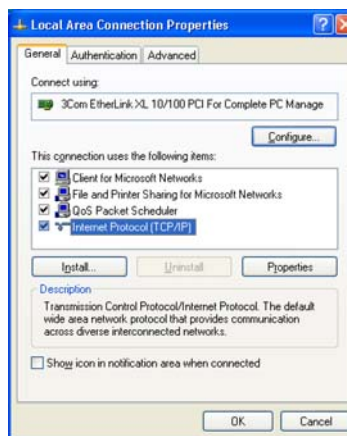 Local Area Connection Properties
General Authentication Advanced
Connect using:
3Com EtherLink XL 10/100 PCI For Complete PC Manage
Configure...
This connection uses the following items:
Client for Microsoft Networks
File and Printer Sharing for Microsoft Networks
QoS Packet Scheduler
Internet Protocol (TCP/IP)
Install... Uninstall Properties
Description
Transmission Control Protocol/Internet Protocol. The default
wide area network protocol that provides communication
across diverse interconnected networks.
Show icon in notification area when connected
OK Cancel